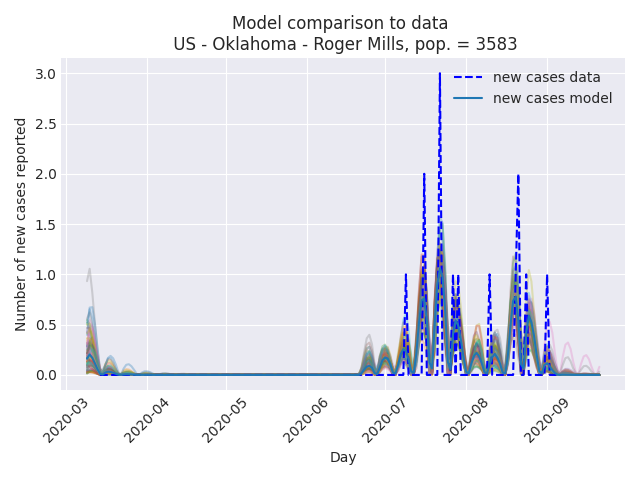 Model comparison to data
US - Oklahoma - Roger Mills, pop. = 3583
new cases data
new cases model
Number of new cases reported
3.0
2.5
2.0
1.5
1.0
0.5
0.0
2020-03
2020-04
2020-05
2020-06
2020-07
2020-08
2020-09
Day